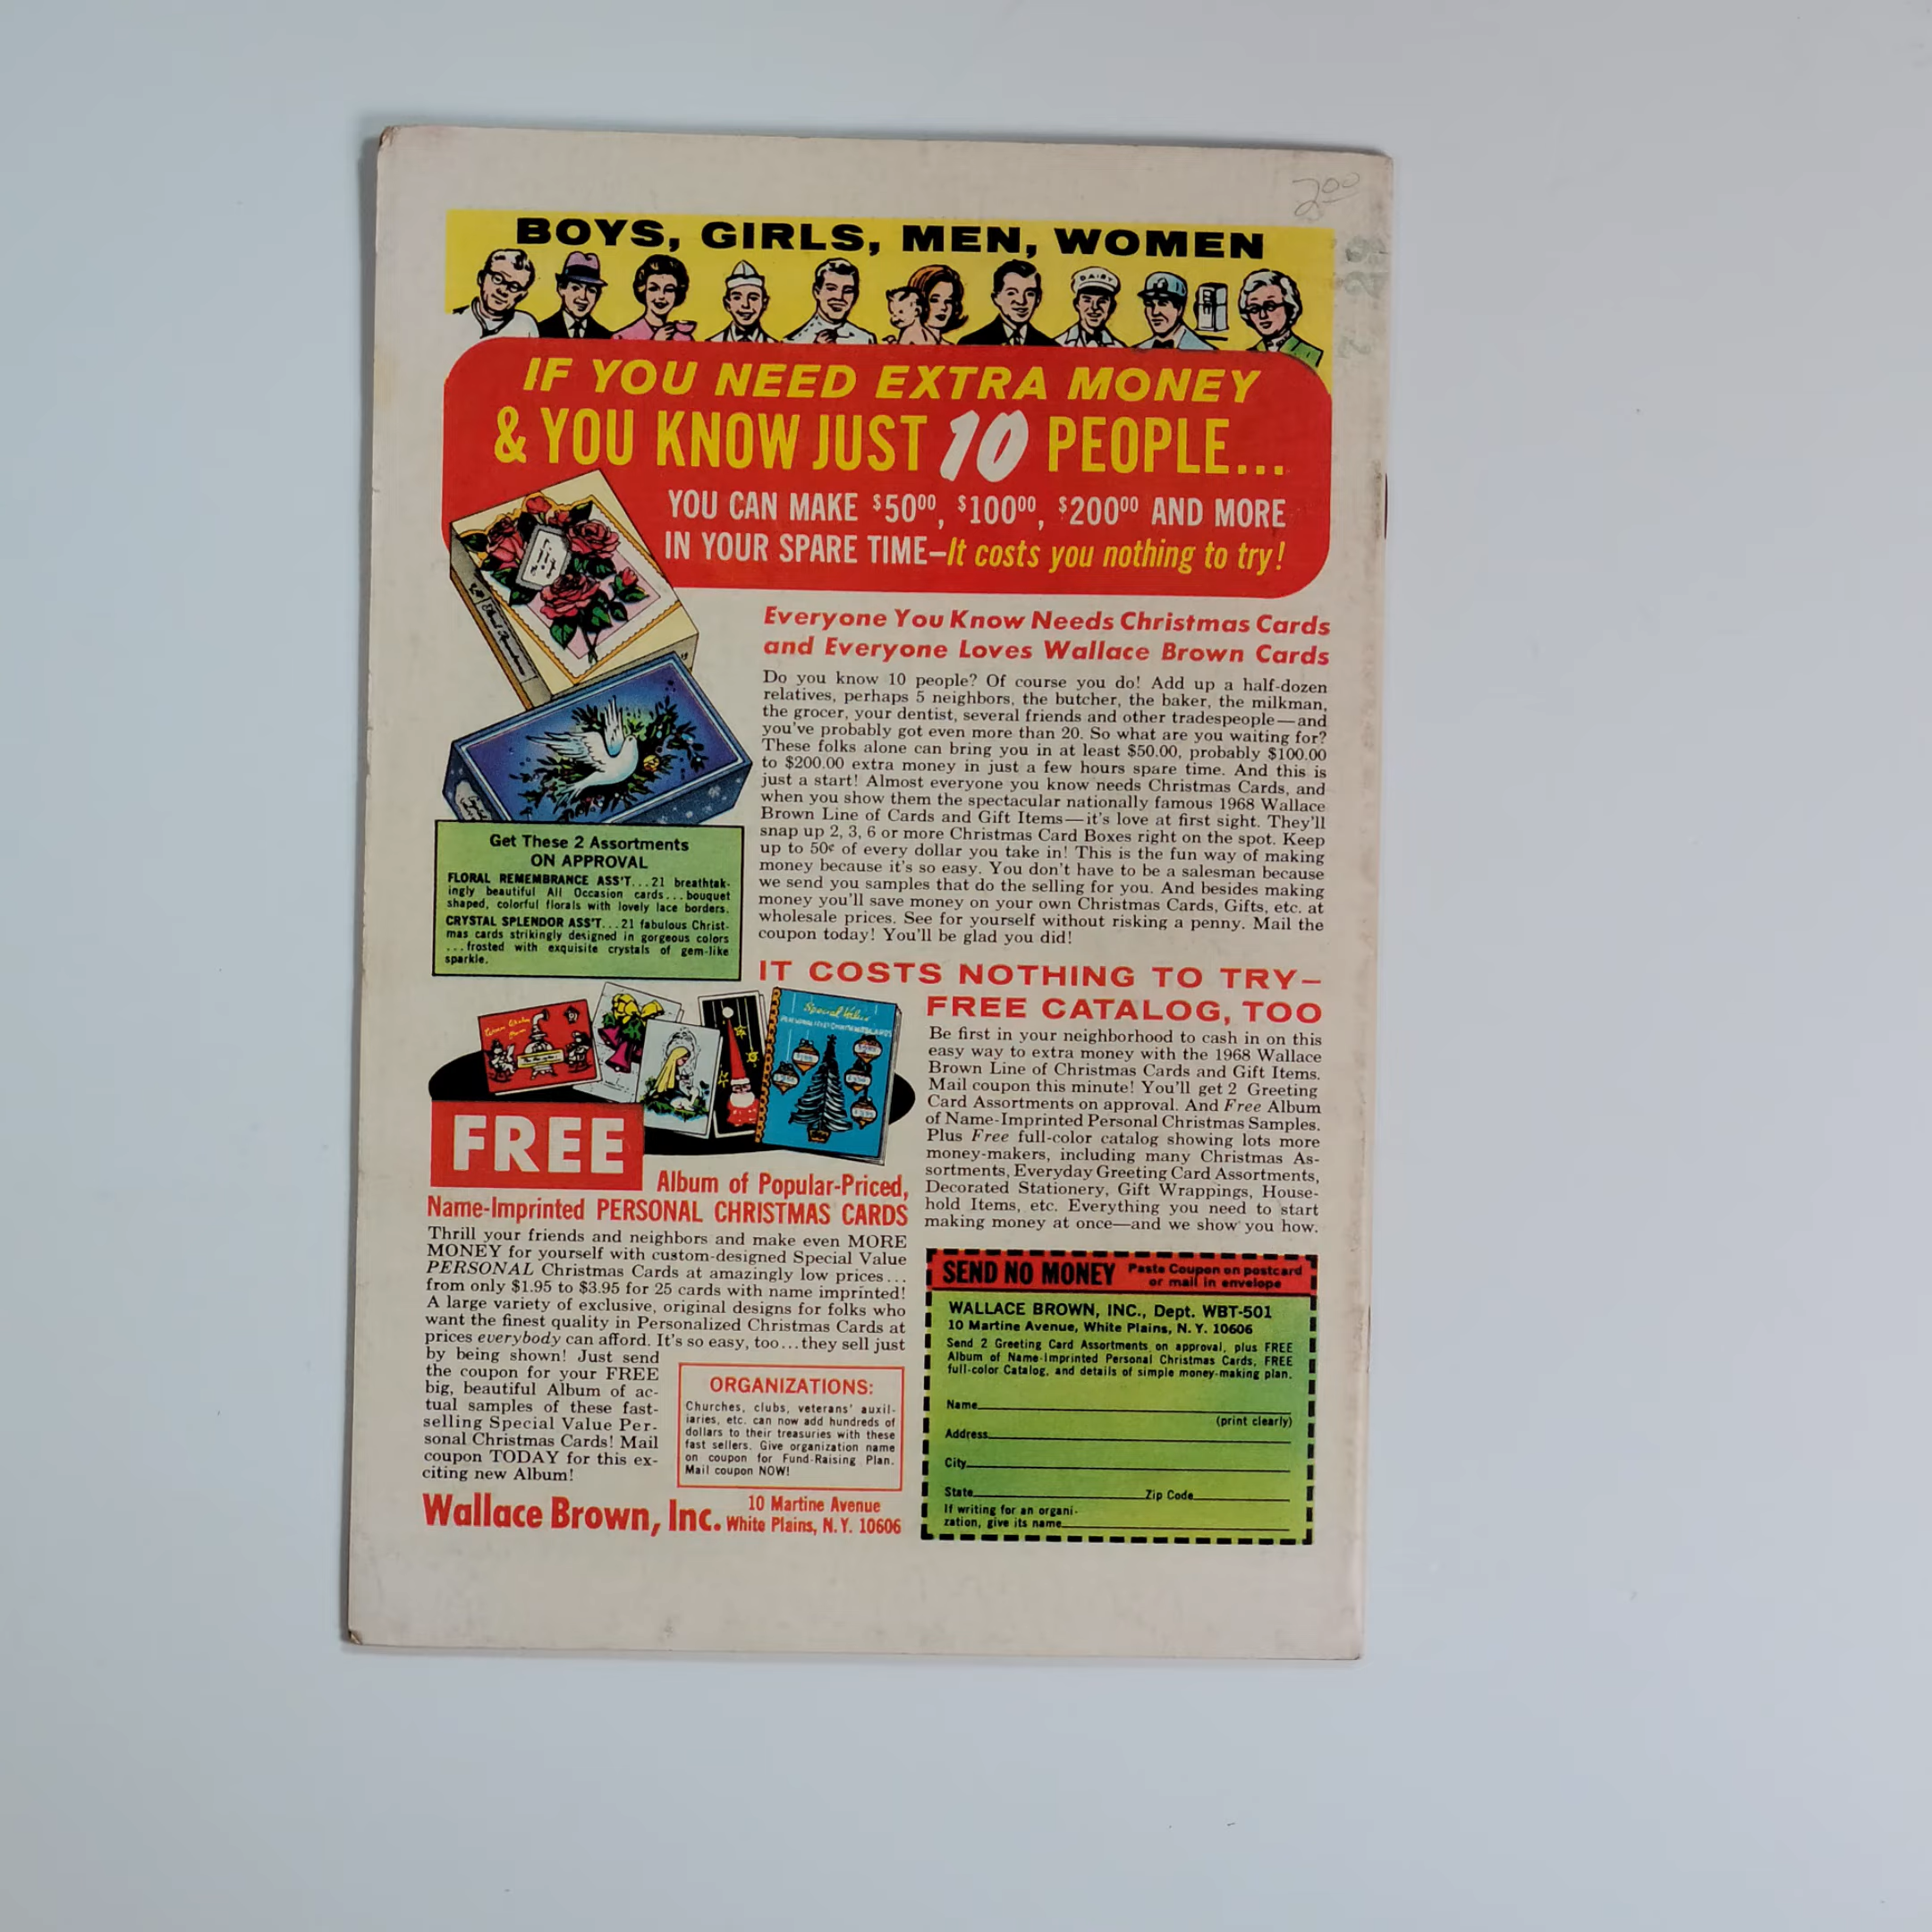 2.00
BOYS, GIRLS, MEN, WOMEN
DAIRY
IF YOU NEED EXTRA MONEY
& YOU KNOW JUST 10 PEOPLE...
YOU CAN MAKE $50⁰⁰, $100⁰⁰, $200⁰⁰ AND MORE
IN YOUR SPARE TIME—It costs you nothing to try!
Everyone You Know Needs Christmas Cards
and Everyone Loves Wallace Brown Cards
Do you know 10 people? Of course you do! Add up a half-dozen
relatives, perhaps 5 neighbors, the butcher, the baker, the milkman,
the grocer, your dentist, several friends and other tradespeople—and
you've probably got even more than 20. So what are you waiting for?
These folks alone can bring you in at least $50.00, probably $100.00
to $200.00 extra money in just a few hours spare time. And this is
just a start! Almost everyone you know needs Christmas Cards, and
when you show them the spectacular nationally famous 1968 Wallace
Brown Line of Cards and Gift Items—it's love at first sight. They'll
snap up 2, 3, 6 or more Christmas Card Boxes right on the spot. Keep
up to 50¢ of every dollar you take in! This is the fun way of making
money because it's so easy. You don't have to be a salesman because
we send you samples that do the selling for you. And besides making
money you'll save money on your own Christmas Cards, Gifts, etc. at
wholesale prices. See for yourself without risking a penny. Mail the
coupon today! You'll be glad you did!
Get These 2 Assortments
ON APPROVAL
FLORAL REMEMBRANCE ASS'T...21 breathtak-
ingly beautiful All Occasion cards...bouquet
shaped, colorful florals with lovely lace borders.
CRYSTAL SPLENDOR ASS'T...21 fabulous Christ-
mas cards strikingly designed in gorgeous colors
...frosted with exquisite crystals of gem-like
sparkle.
IT COSTS NOTHING TO TRY—
FREE CATALOG, TOO
Be first in your neighborhood to cash in on this
easy way to extra money with the 1968 Wallace
Brown Line of Christmas Cards and Gift Items.
Mail coupon this minute! You'll get 2 Greeting
Card Assortments on approval. And Free Album
of Name-Imprinted Personal Christmas Samples.
Plus Free full-color catalog showing lots more
money-makers, including many Christmas As-
sortments, Everyday Greeting Card Assortments,
Decorated Stationery, Gift Wrappings, House-
hold Items, etc. Everything you need to start
making money at once—and we show you how.
Special Value
FREE
Album of Popular-Priced,
Name-Imprinted PERSONAL CHRISTMAS CARDS
Thrill your friends and neighbors and make even MORE
MONEY for yourself with custom-designed Special Value
PERSONAL Christmas Cards at amazingly low prices...
from only $1.95 to $3.95 for 25 cards with name imprinted!
A large variety of exclusive, original designs for folks who
want the finest quality in Personalized Christmas Cards at
prices everybody can afford. It's so easy, too...they sell just
by being shown! Just send
the coupon for your FREE
big, beautiful Album of ac-
tual samples of these fast-
selling Special Value Per-
sonal Christmas Cards! Mail
coupon TODAY for this ex-
citing new Album!
ORGANIZATIONS:
Churches, clubs, veterans' auxil-
iaries, etc. can now add hundreds of
dollars to their treasuries with these
fast sellers. Give organization name
on coupon for Fund-Raising Plan.
Mail coupon NOW!
Wallace Brown, Inc. 10 Martine Avenue
White Plains, N.Y. 10606
SEND NO MONEY Paste Coupon on postcard
or mail in envelope
WALLACE BROWN, INC., Dept. WBT-501
10 Martine Avenue, White Plains, N.Y. 10606
Send 2 Greeting Card Assortments on approval, plus FREE
Album of Name-Imprinted Personal Christmas Cards, FREE
full-color Catalog, and details of simple money-making plan.
Name
(print clearly)
Address
City
State Zip Code
If writing for an organi-
zation, give its name